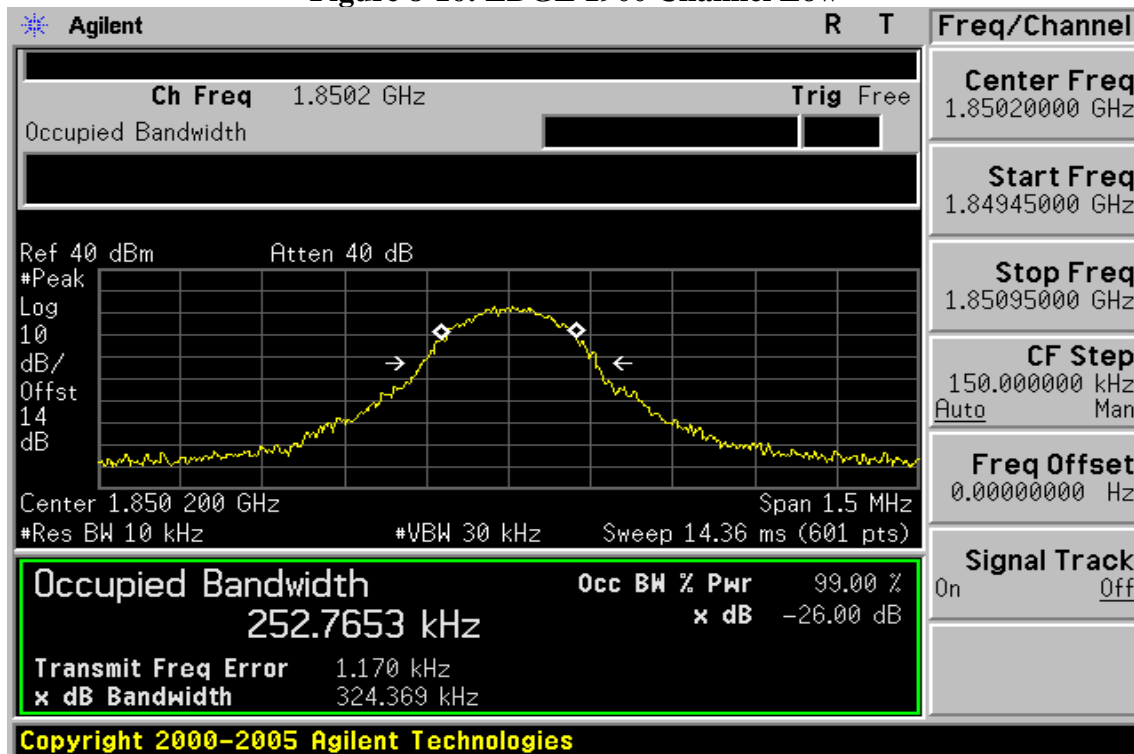 Agilent R T Freq/Channel
Ch Freq 1.8502 GHz Trig Free
Occupied Bandwidth
Center Freq
1.85020000 GHz
Start Freq
1.84945000 GHz
Stop Freq
1.85095000 GHz
CF Step
150.000000 kHz
Auto Man
Freq Offset
0.00000000 Hz
Signal Track
On Off
Ref 40 dBm Atten 40 dB
#Peak
Log
10
dB/
Offst
14
dB
Center 1.850 200 GHz Span 1.5 MHz
#Res BW 10 kHz #VBW 30 kHz Sweep 14.36 ms (601 pts)
Occupied Bandwidth Occ BW % Pwr 99.00 %
252.7653 kHz x dB -26.00 dB
Transmit Freq Error 1.170 kHz
x dB Bandwidth 324.369 kHz
Copyright 2000-2005 Agilent Technologies